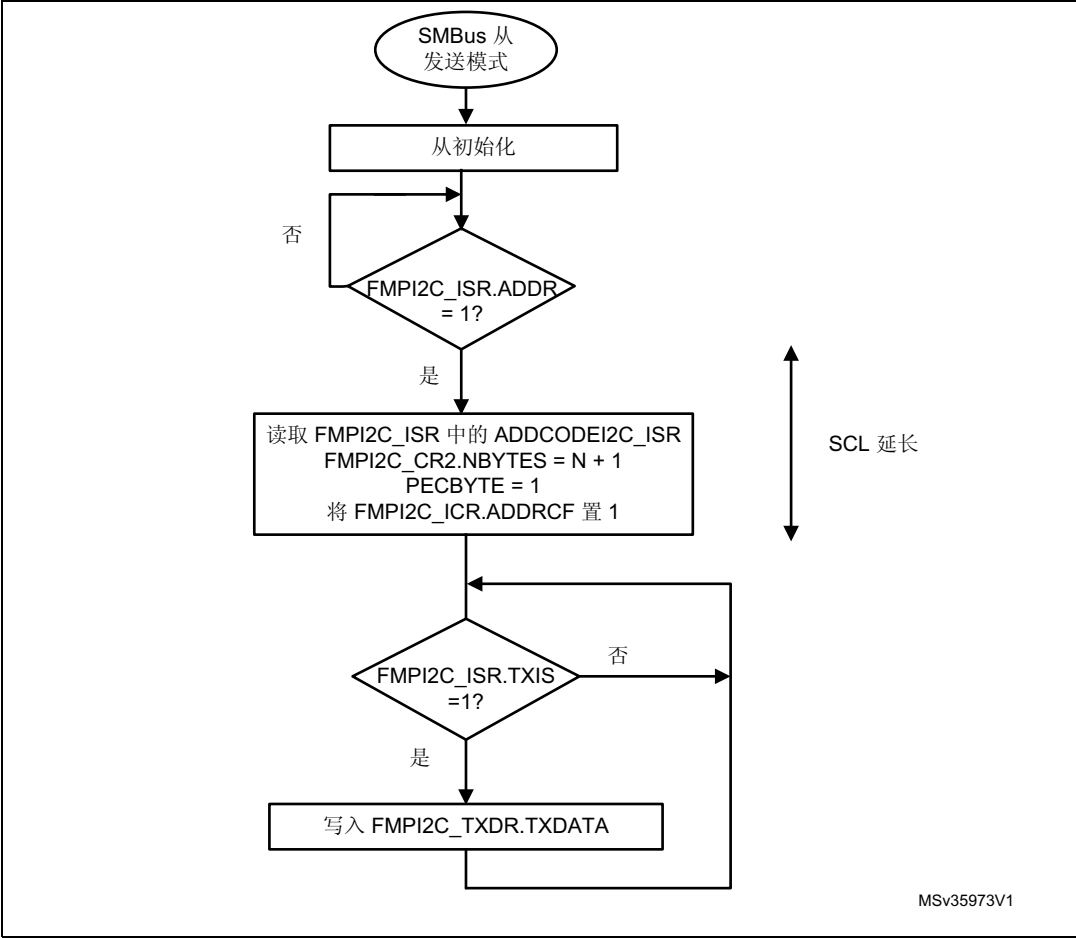 SMBus 从
发送模式
从初始化
否
FMPI2C_ISR.ADDR
= 1?
是
读取 FMPI2C_ISR 中的 ADDCODEI2C_ISR
FMPI2C_CR2.NBYTES = N + 1
PECBYTE = 1
将 FMPI2C_ICR.ADDRCF 置 1
SCL 延长
FMPI2C_ISR.TXIS
=1?
否
是
写入 FMPI2C_TXDR.TXDATA
MSv35973V1